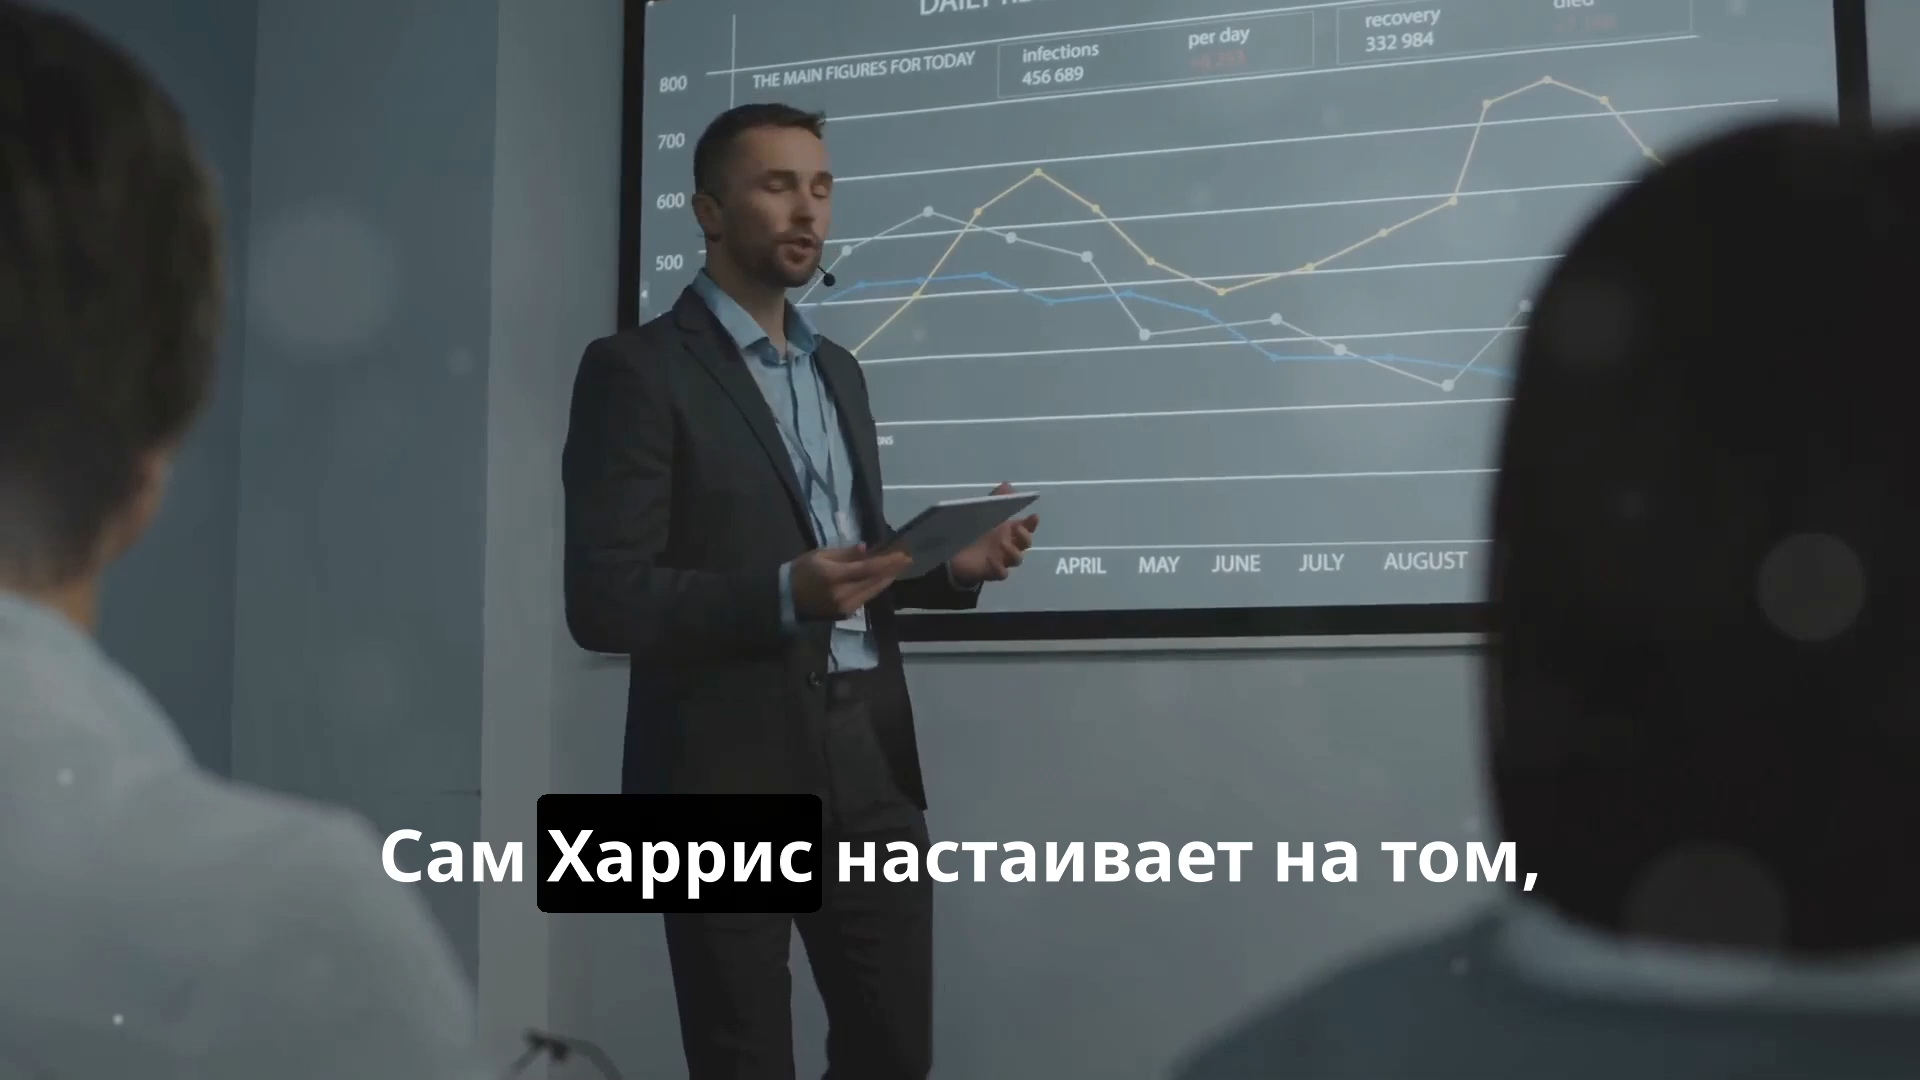 THE MAIN FIGURES FOR TODAY
infections
456 689
per day
recovery
332 984
800
700
600
500
APRIL MAY JUNE JULY AUGUST
Сам Харрис настаивает на том,